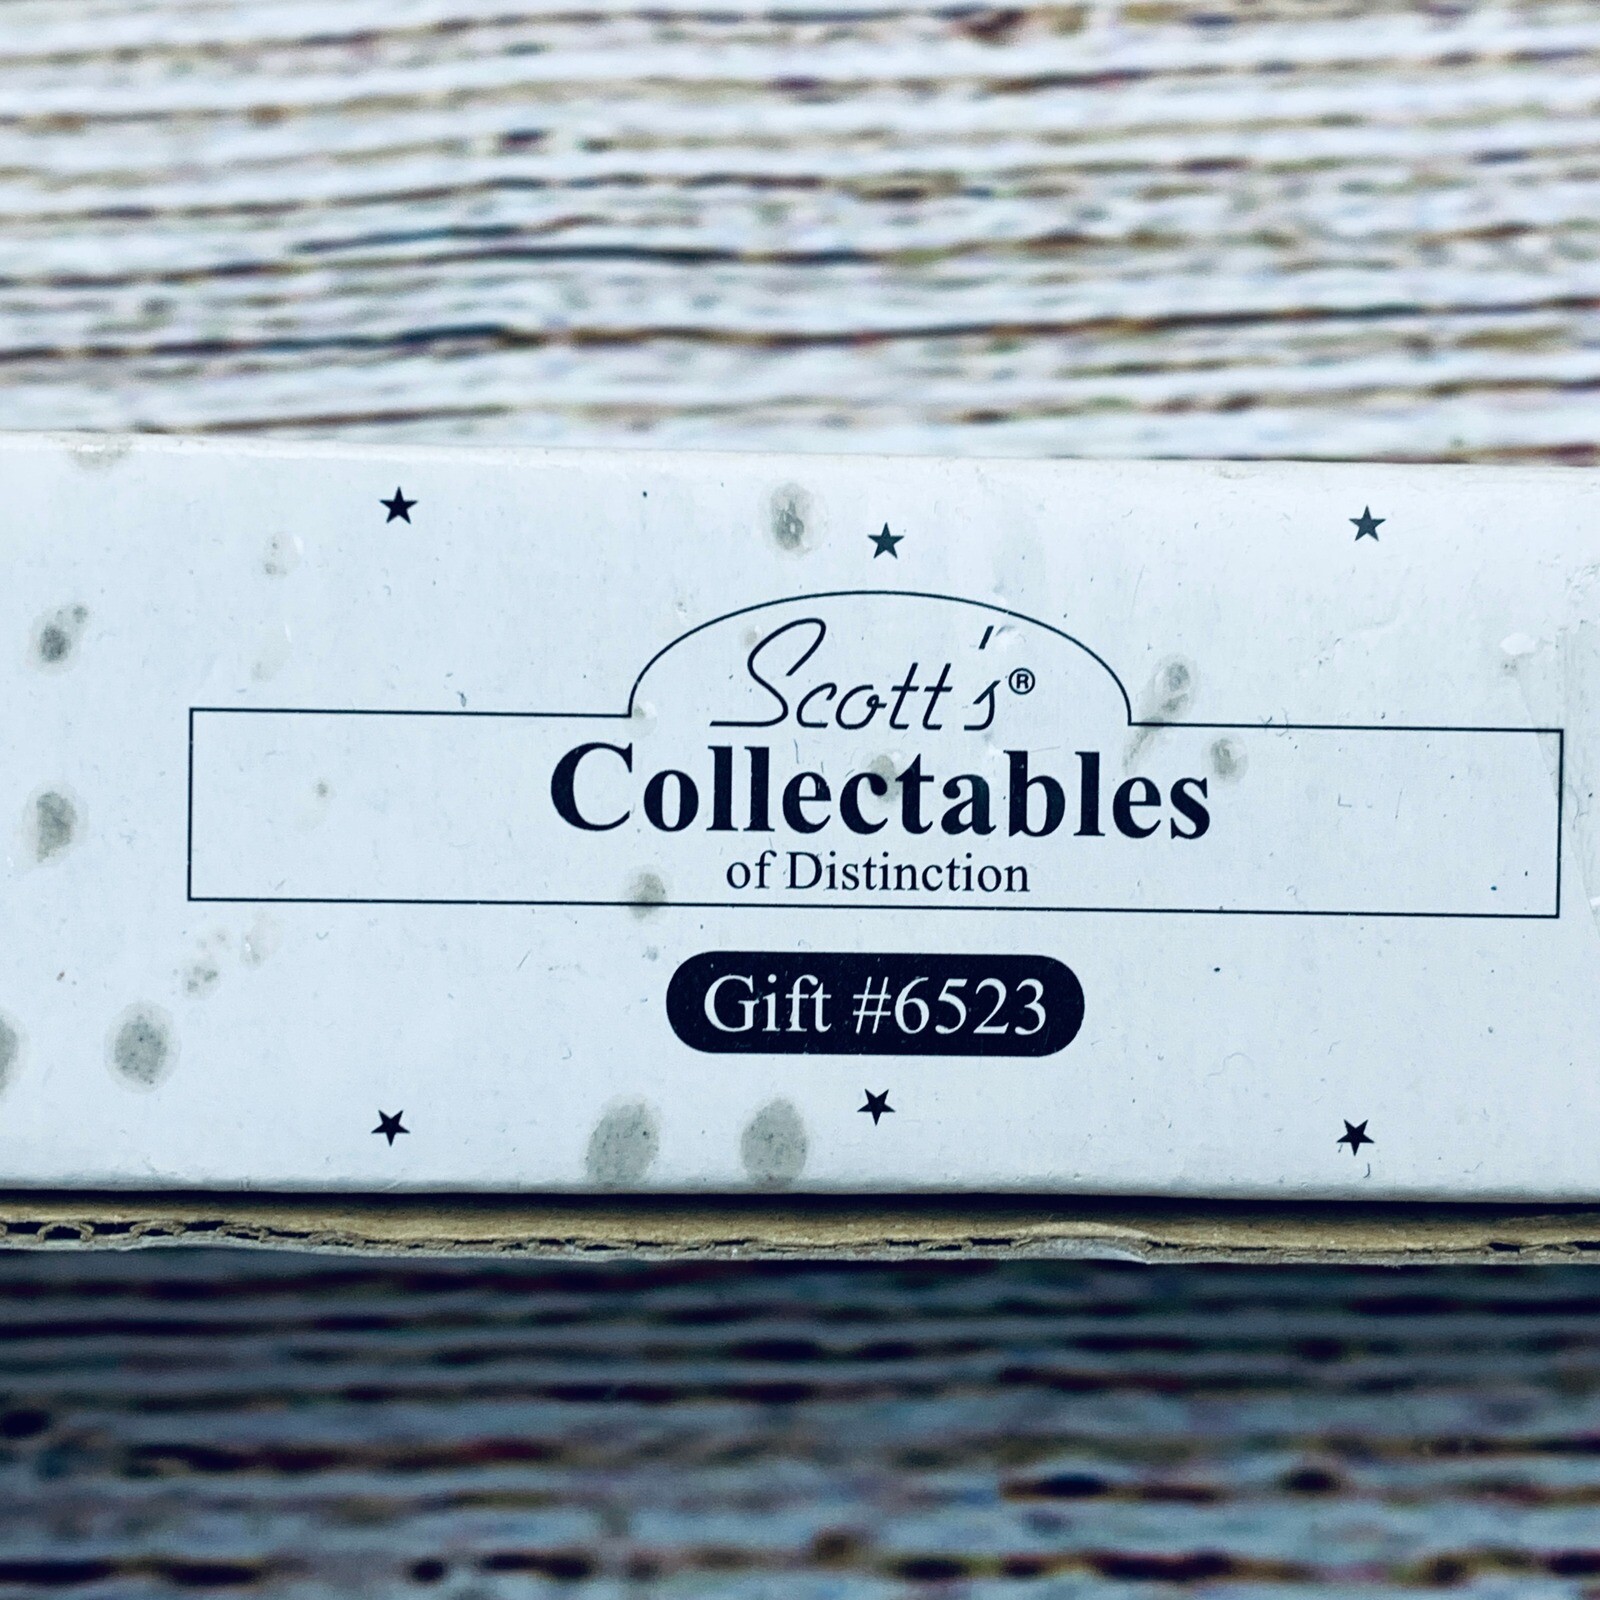 Scott's®
Collectables
of Distinction
Gift #6523